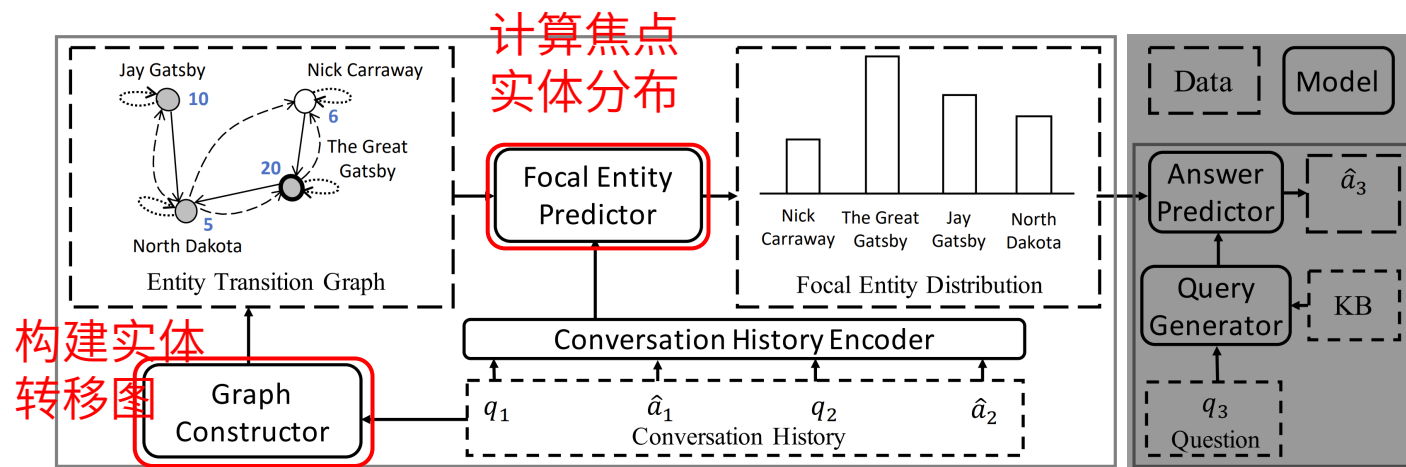 计算焦点
实体分布
Jay Gatsby
10
Nick Carraway
6
The Great
Gatsby
20
5
North Dakota
Entity Transition Graph
Focal Entity
Predictor
Nick
Carraway
The Great
Gatsby
Jay
Gatsby
North
Dakota
Focal Entity Distribution
Data
Model
Answer
Predictor
â₃
Query
Generator
KB
q₃
Question
构建实体
转移图
Graph
Constructor
Conversation History Encoder
q₁ â₁ q₂ â₂
Conversation History